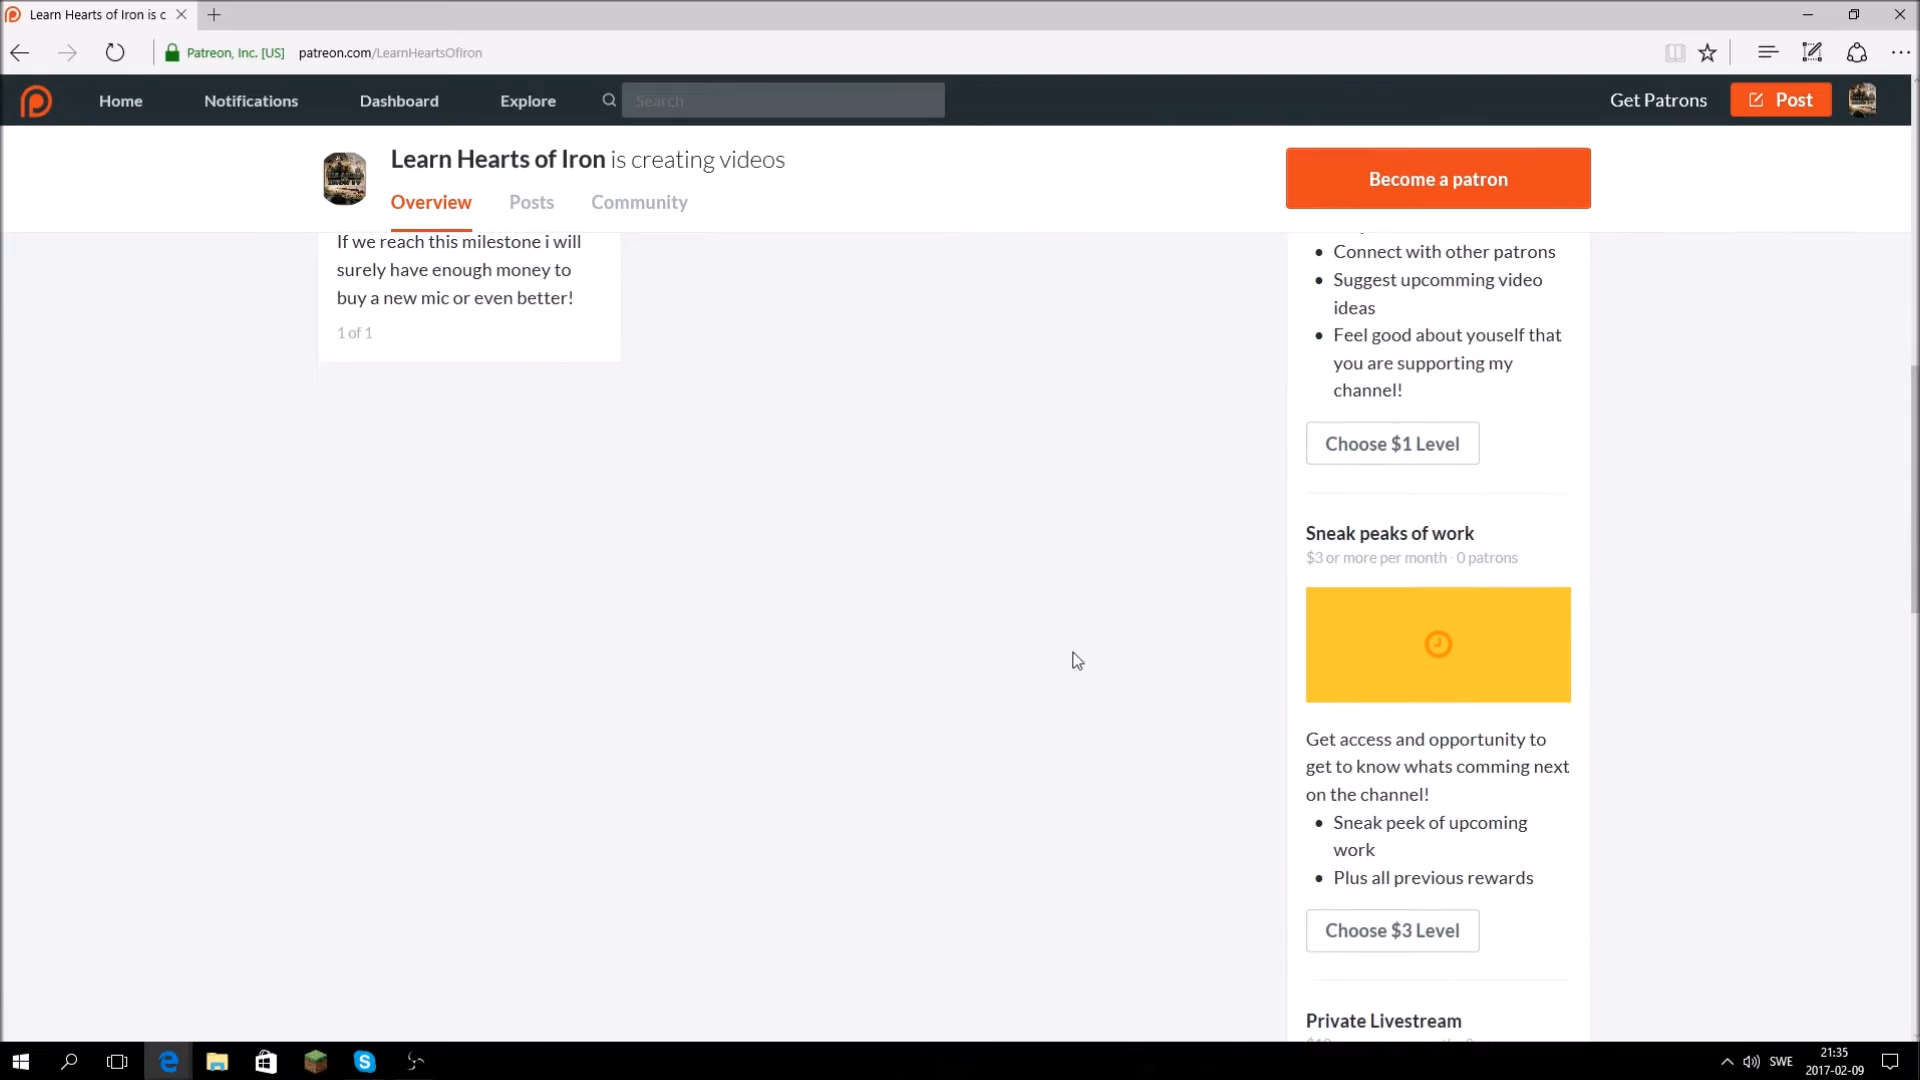 Learn Hearts of Iron is c
Patreon, Inc. [US] patreon.com/LearnHeartsOfIron
Home Notifications Dashboard Explore Search Get Patrons Post
Learn Hearts of Iron is creating videos
Overview Posts Community
Become a patron
If we reach this milestone i will
surely have enough money to
buy a new mic or even better!
1 of 1
Connect with other patrons
Suggest upcomming video
ideas
Feel good about youself that
you are supporting my
channel!
Choose $1 Level
Sneak peaks of work
$3 or more per month · 0 patrons
Get access and opportunity to
get to know whats comming next
on the channel!
Sneak peek of upcoming
work
Plus all previous rewards
Choose $3 Level
Private Livestream
SWE
21:35
2017-02-09